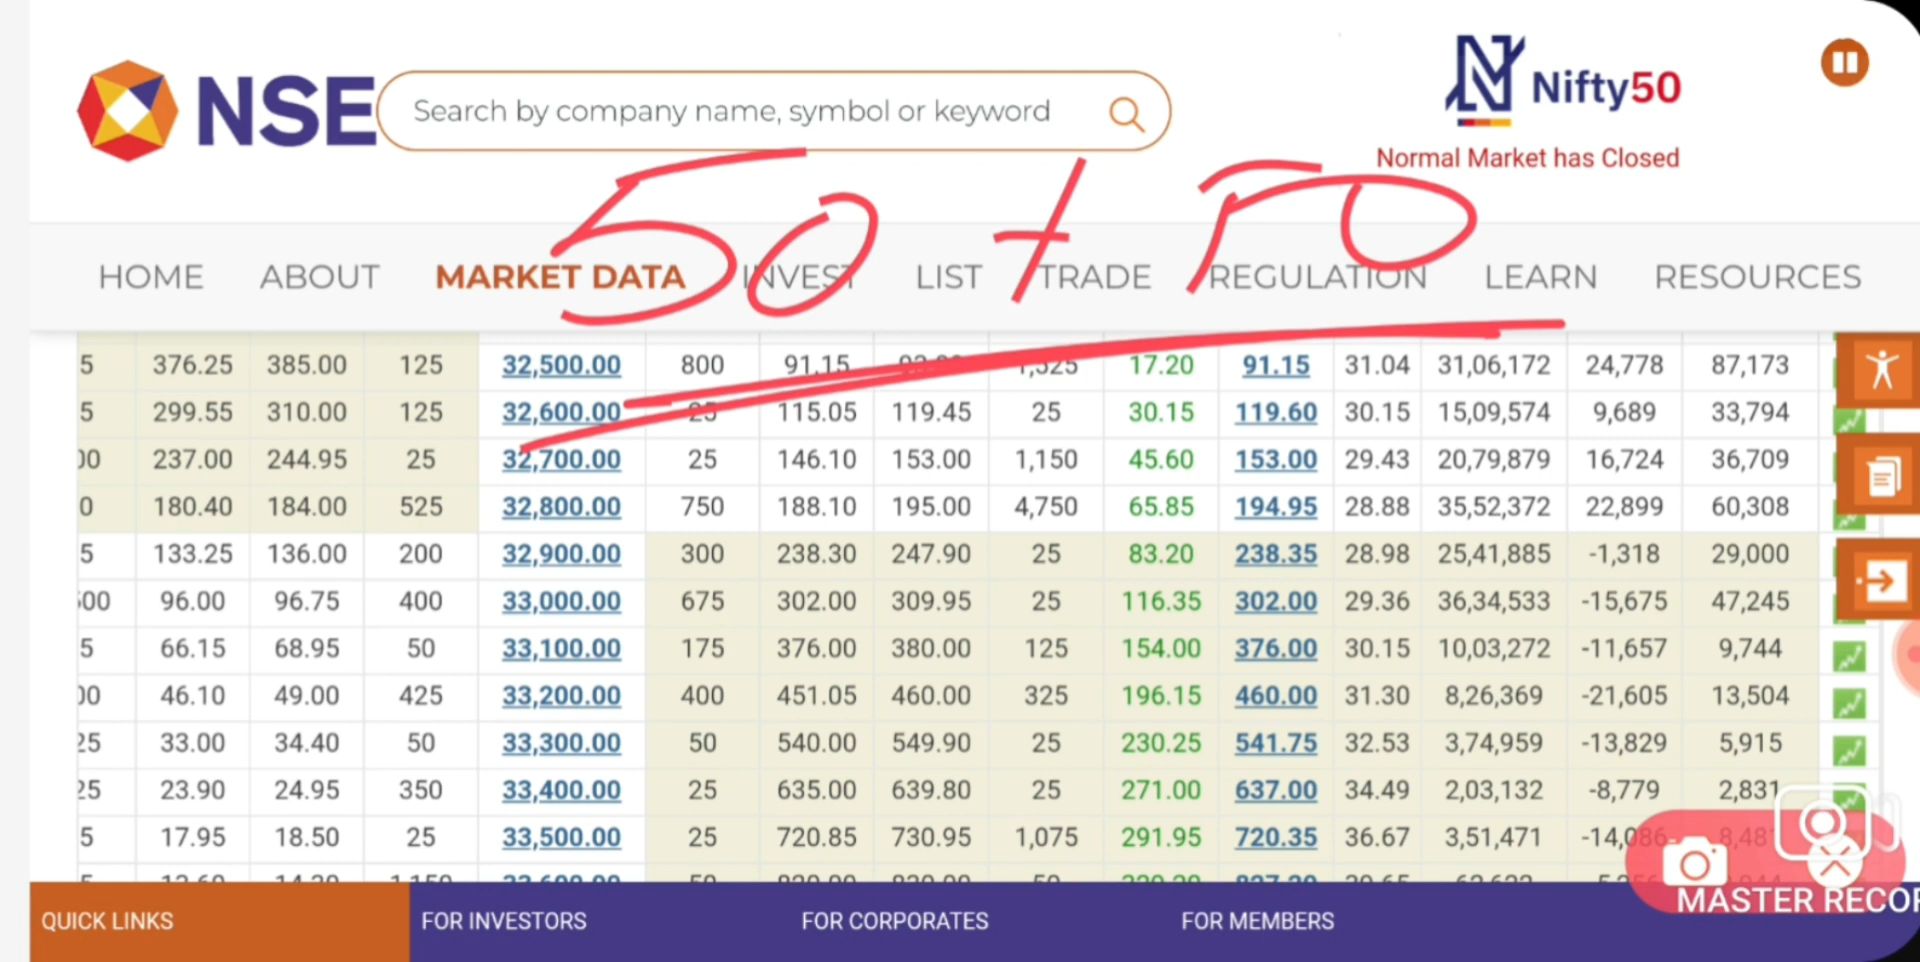 NSE
Search by company name, symbol or keyword
Nifty50
Normal Market has Closed
50 + 50
HOME ABOUT MARKET DATA INVEST LIST TRADE REGULATION LEARN RESOURCES
5 376.25 385.00 125 32,500.00 800 91.15 1,525 17.20 91.15 31.04 31,06,172 24,778 87,173
5 299.55 310.00 125 32,600.00 25 115.05 119.45 25 30.15 119.60 30.15 15,09,574 9,689 33,794
00 237.00 244.95 25 32,700.00 25 146.10 153.00 1,150 45.60 153.00 29.43 20,79,879 16,724 36,709
0 180.40 184.00 525 32,800.00 750 188.10 195.00 4,750 65.85 194.95 28.88 35,52,372 22,899 60,308
5 133.25 136.00 200 32,900.00 300 238.30 247.90 25 83.20 238.35 28.98 25,41,885 -1,318 29,000
00 96.00 96.75 400 33,000.00 675 302.00 309.95 25 116.35 302.00 29.36 36,34,533 -15,675 47,245
5 66.15 68.95 50 33,100.00 175 376.00 380.00 125 154.00 376.00 30.15 10,03,272 -11,657 9,744
00 46.10 49.00 425 33,200.00 400 451.05 460.00 325 196.15 460.00 31.30 8,26,369 -21,605 13,504
25 33.00 34.40 50 33,300.00 50 540.00 549.90 25 230.25 541.75 32.53 3,74,959 -13,829 5,915
25 23.90 24.95 350 33,400.00 25 635.00 639.80 25 271.00 637.00 34.49 2,03,132 -8,779 2,831
5 17.95 18.50 25 33,500.00 25 720.85 730.95 1,075 291.95 720.35 36.67 3,51,471 -14,086
MASTER RECOR
QUICK LINKS FOR INVESTORS FOR CORPORATES FOR MEMBERS